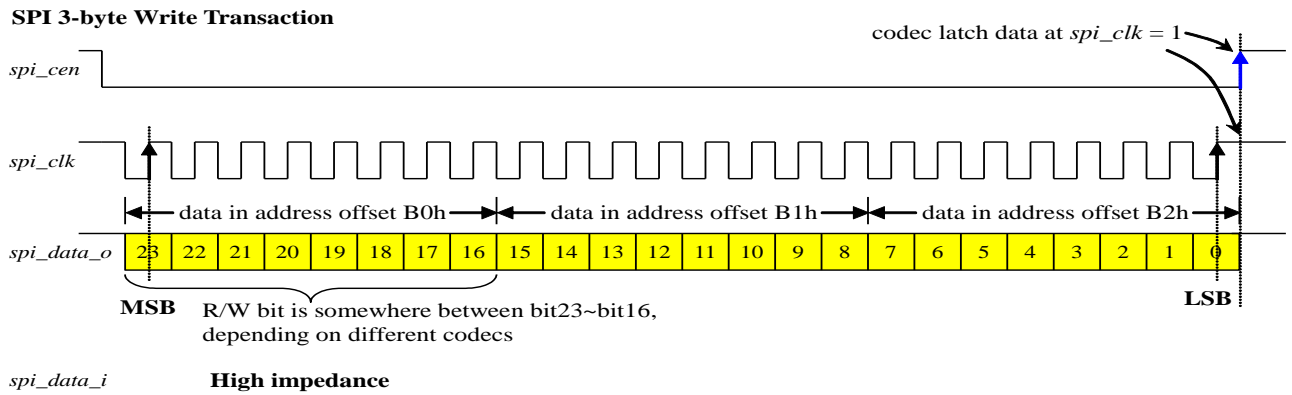 SPI 3-byte Write Transaction
codec latch data at spi_clk = 1
spi_cen
spi_clk
data in address offset B0h data in address offset B1h data in address offset B2h
spi_data_o 23 22 21 20 19 18 17 16 15 14 13 12 11 10 9 8 7 6 5 4 3 2 1 0
MSB R/W bit is somewhere between bit23~bit16, LSB
depending on different codecs
spi_data_i High impedance